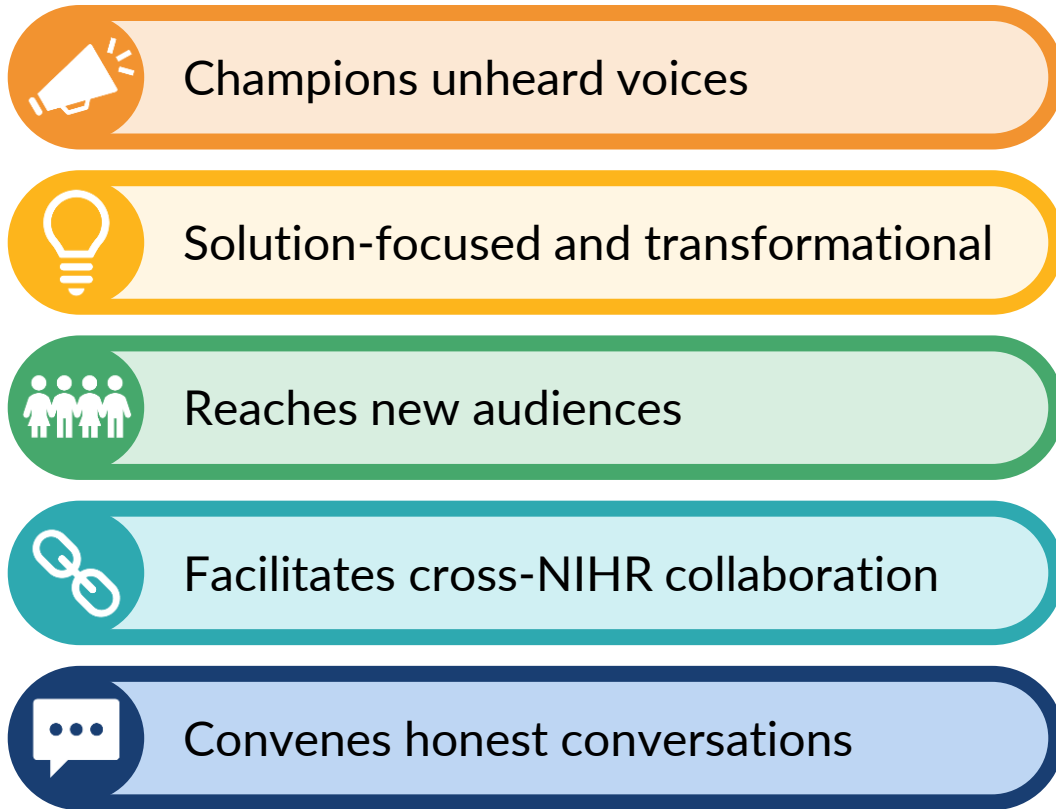 Champions unheard voices
Solution-focused and transformational
Reaches new audiences
Facilitates cross-NIHR collaboration
Convenes honest conversations